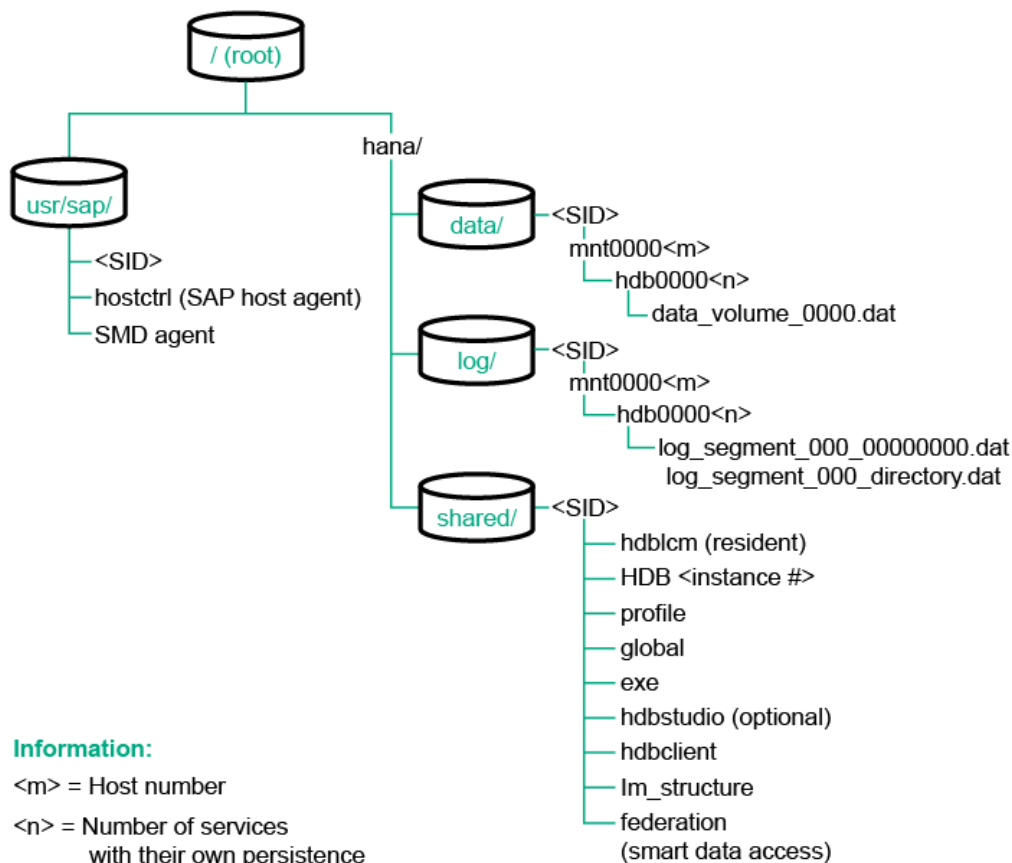 / (root)
hana/
usr/sap/
<SID>
hostctrl (SAP host agent)
SMD agent
data/
<SID>
mnt0000<m>
hdb0000<n>
data_volume_0000.dat
log/
<SID>
mnt0000<m>
hdb0000<n>
log_segment_000_00000000.dat
log_segment_000_directory.dat
shared/
<SID>
hdblcm (resident)
HDB <instance #>
profile
global
exe
hdbstudio (optional)
hdbclient
lm_structure
federation
(smart data access)
Information:
<m> = Host number
<n> = Number of services
with their own persistence